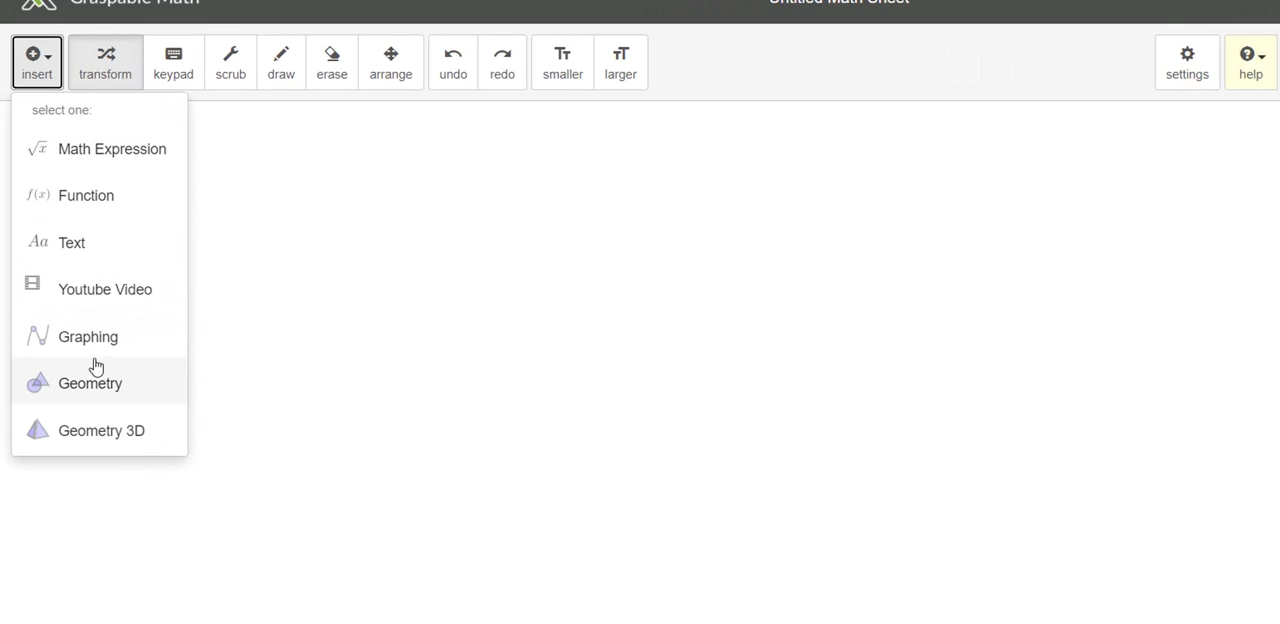 Graspable Math
Untitled Math Sheet
insert transform keypad scrub draw erase arrange undo redo smaller larger settings help
select one:
Math Expression
f(x) Function
Aa Text
Youtube Video
Graphing
Geometry
Geometry 3D